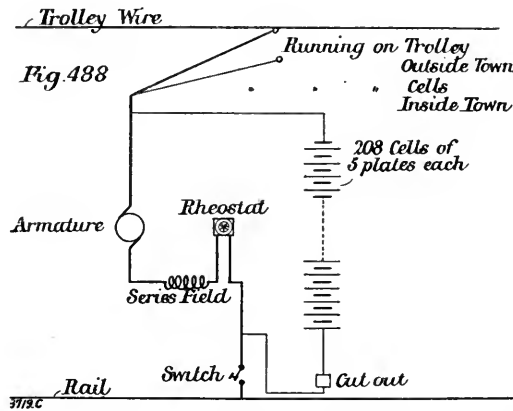 Trolley Wire
Running on Trolley
Outside Town
Fig. 488
" " " Cells
Inside Town
208 Cells of
5 plates each
Rheostat
Armature
Series Field
Switch
Cut out
Rail
3719.C